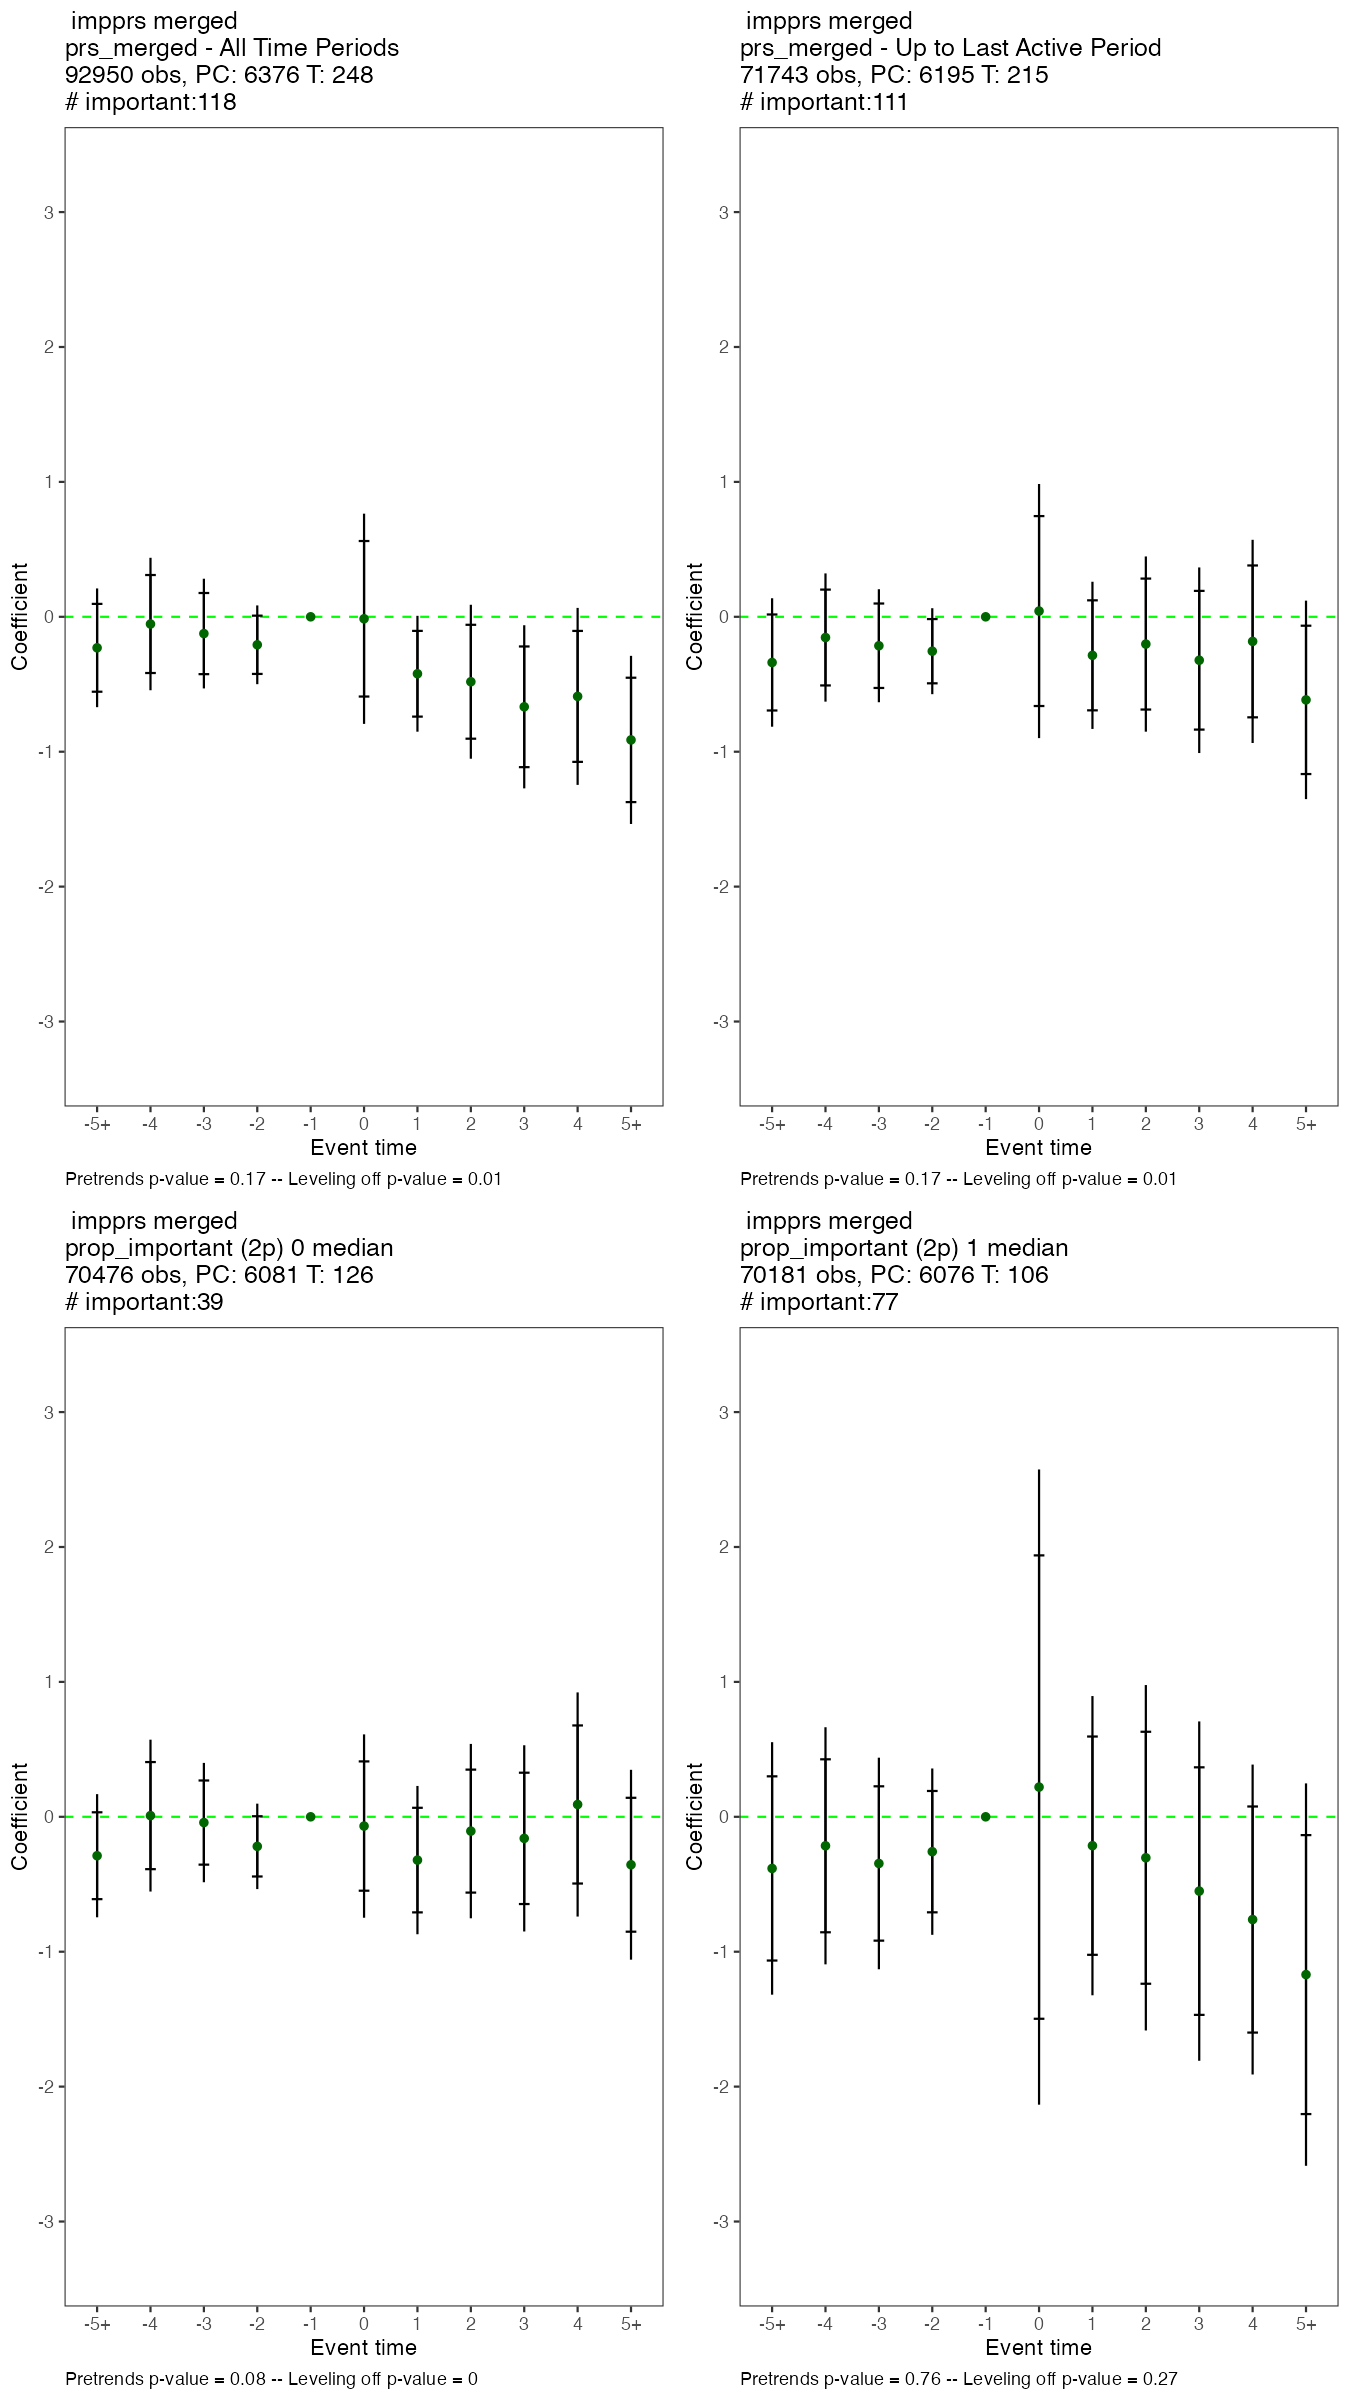 impprs merged
prs_merged - All Time Periods
92950 obs, PC: 6376 T: 248
# important:118
Coefficient
3
2
1
0
-1
-2
-3
-5+ -4 -3 -2 -1 0 1 2 3 4 5+
Event time
Pretrends p-value = 0.17 -- Leveling off p-value = 0.01
impprs merged
prs_merged - Up to Last Active Period
71743 obs, PC: 6195 T: 215
# important:111
Coefficient
3
2
1
0
-1
-2
-3
-5+ -4 -3 -2 -1 0 1 2 3 4 5+
Event time
Pretrends p-value = 0.17 -- Leveling off p-value = 0.01
impprs merged
prop_important (2p) 0 median
70476 obs, PC: 6081 T: 126
# important:39
Coefficient
3
2
1
0
-1
-2
-3
-5+ -4 -3 -2 -1 0 1 2 3 4 5+
Event time
Pretrends p-value = 0.08 -- Leveling off p-value = 0
impprs merged
prop_important (2p) 1 median
70181 obs, PC: 6076 T: 106
# important:77
Coefficient
3
2
1
0
-1
-2
-3
-5+ -4 -3 -2 -1 0 1 2 3 4 5+
Event time
Pretrends p-value = 0.76 -- Leveling off p-value = 0.27